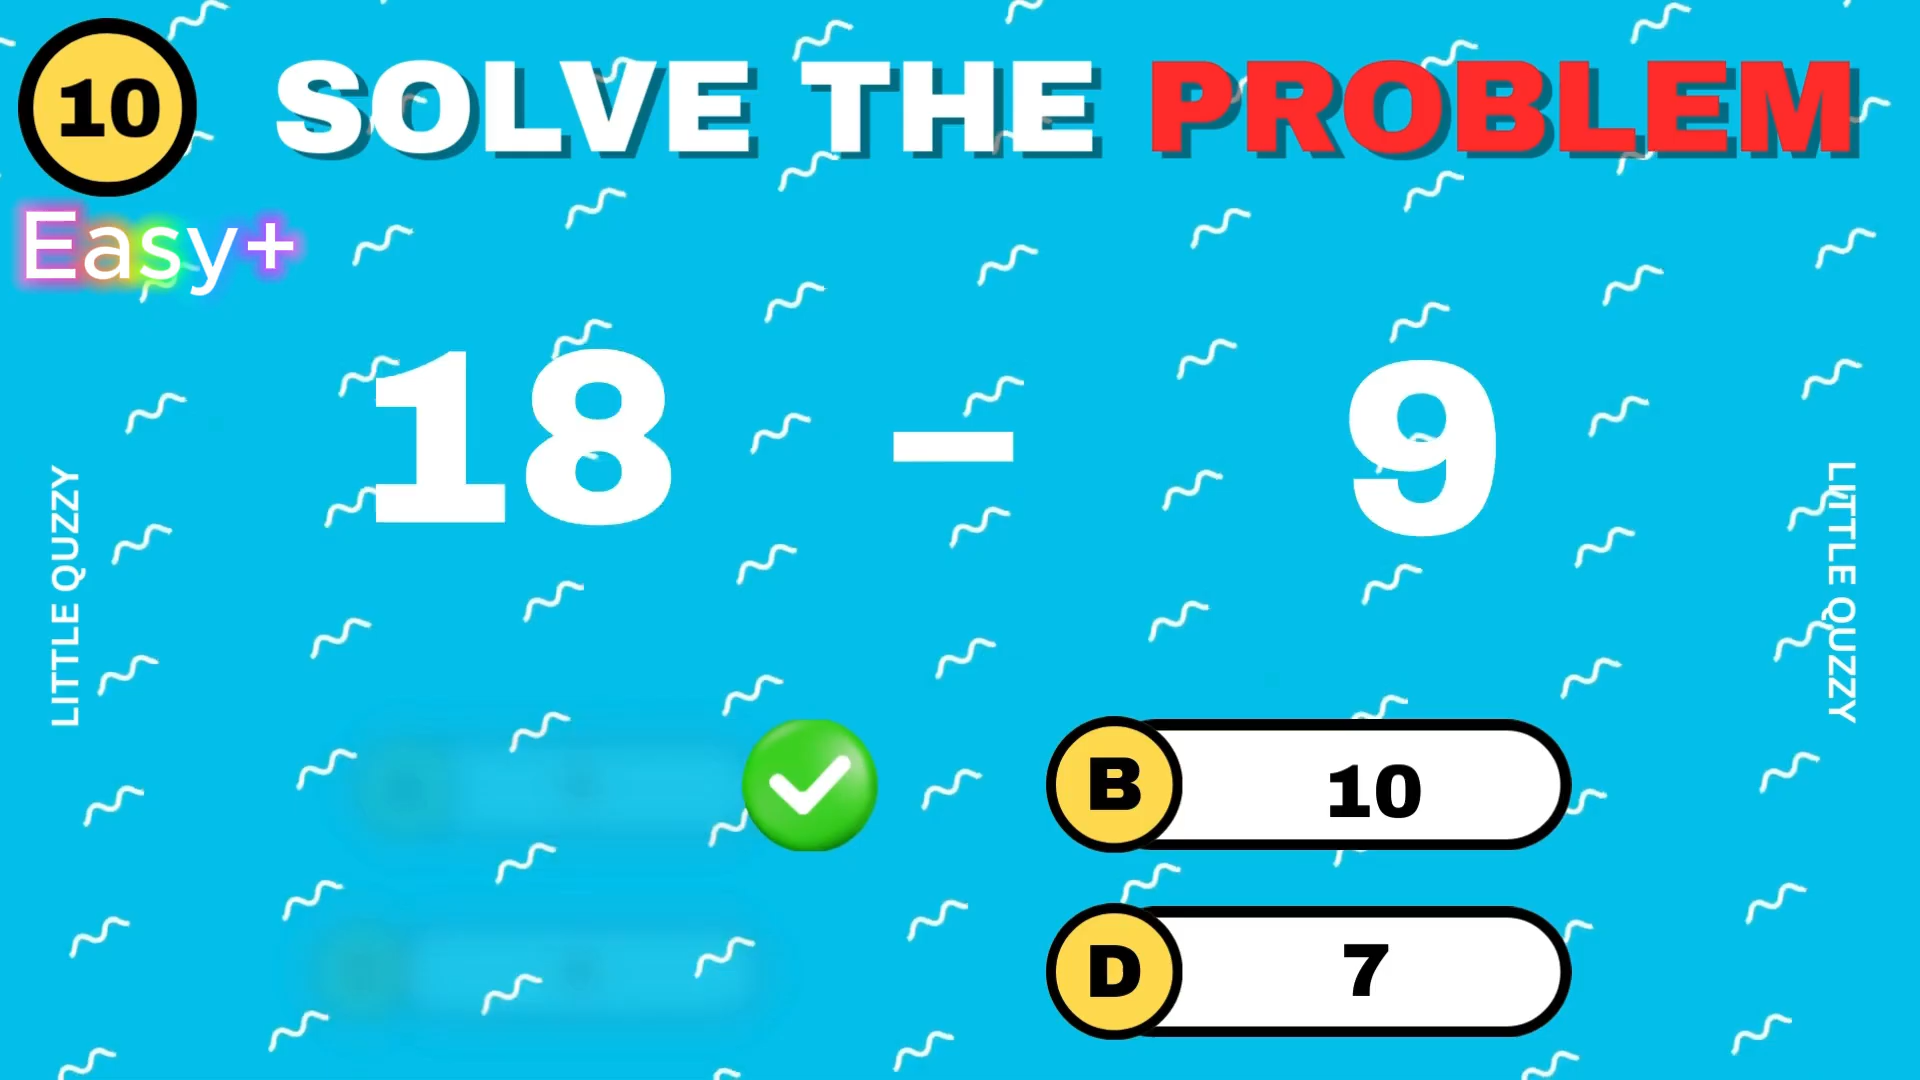 10
SOLVE THE PROBLEM
Easy+
18 – 9
LITTLE QUZZY
LITTLE QUZZY
B 10
D 7